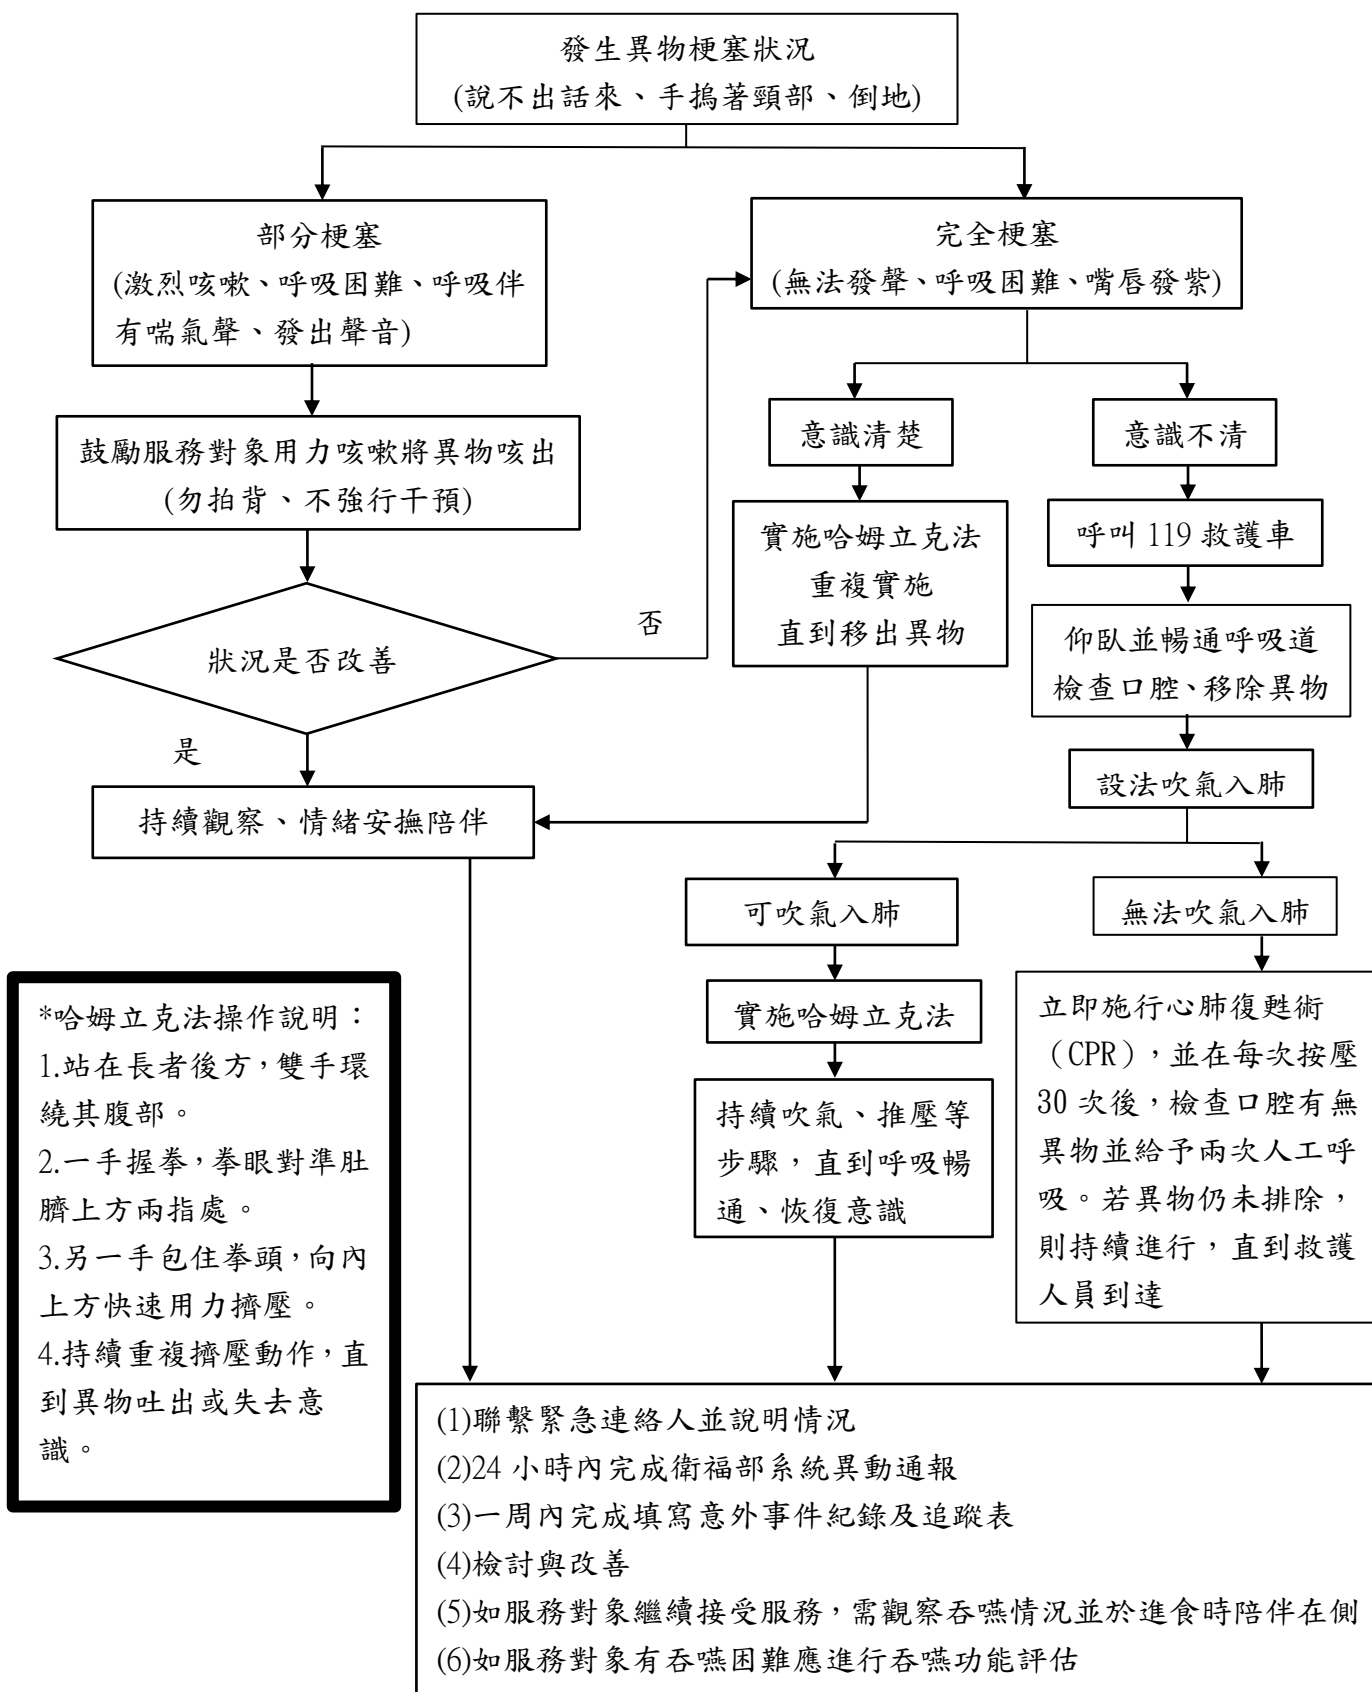 發生異物梗塞狀況
(說不出話來、手摀著頸部、倒地)
部分梗塞
(激烈咳嗽、呼吸困難、呼吸伴
有喘氣聲、發出聲音)
完全梗塞
(無法發聲、呼吸困難、嘴唇發紫)
鼓勵服務對象用力咳嗽將異物咳出
(勿拍背、不強行干預)
意識清楚
意識不清
實施哈姆立克法
重複實施
直到移出異物
呼叫 119 救護車
狀況是否改善
否
是
仰臥並暢通呼吸道
檢查口腔、移除異物
設法吹氣入肺
持續觀察、情緒安撫陪伴
可吹氣入肺
無法吹氣入肺
實施哈姆立克法
持續吹氣、推壓等
步驟，直到呼吸暢
通、恢復意識
立即施行心肺復甦術
（CPR），並在每次按壓
30 次後，檢查口腔有無
異物並給予兩次人工呼
吸。若異物仍未排除，
則持續進行，直到救護
人員到達
*哈姆立克法操作說明：
1.站在長者後方，雙手環
繞其腹部。
2.一手握拳，拳眼對準肚
臍上方兩指處。
3.另一手包住拳頭，向內
上方快速用力擠壓。
4.持續重複擠壓動作，直
到異物吐出或失去意
識。
(1)聯繫緊急連絡人並說明情況
(2)24 小時內完成衛福部系統異動通報
(3)一周內完成填寫意外事件紀錄及追蹤表
(4)檢討與改善
(5)如服務對象繼續接受服務，需觀察吞嚥情況並於進食時陪伴在側
(6)如服務對象有吞嚥困難應進行吞嚥功能評估